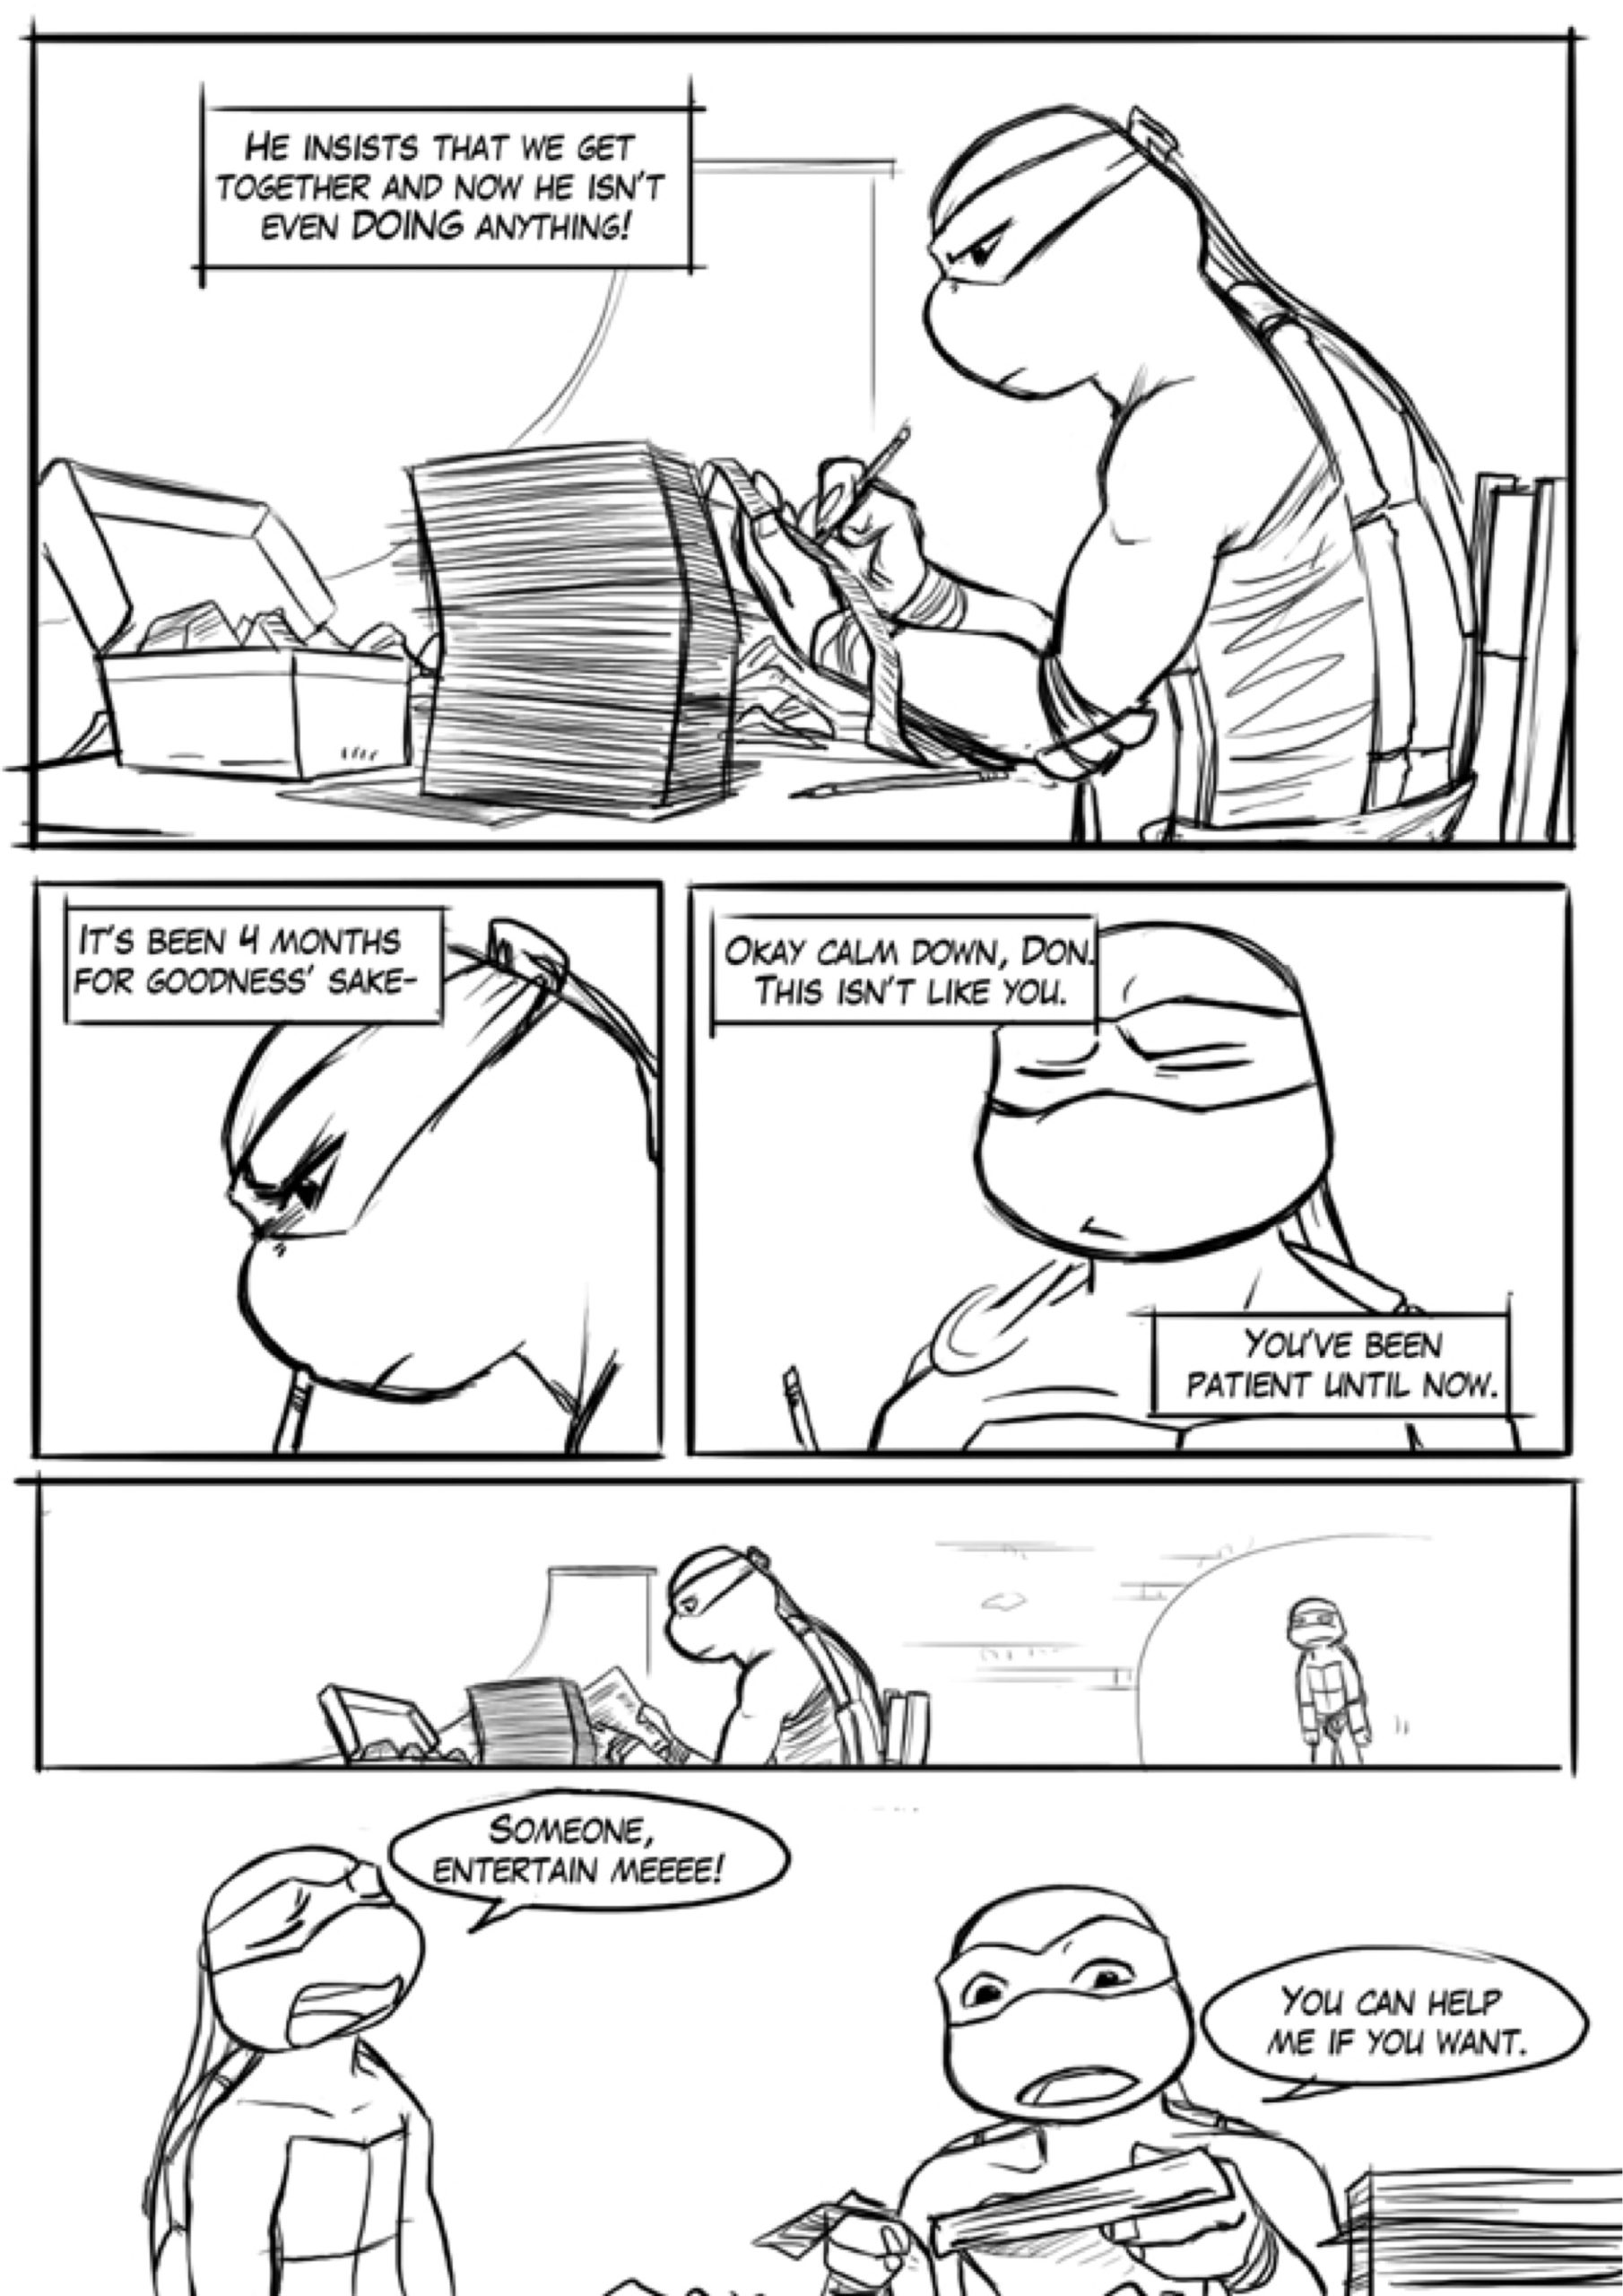 HE INSISTS THAT WE GET
TOGETHER AND NOW HE ISN'T
EVEN DOING ANYTHING!
IT'S BEEN 4 MONTHS
FOR GOODNESS' SAKE-
OKAY CALM DOWN, DON.
THIS ISN'T LIKE YOU.
YOU'VE BEEN
PATIENT UNTIL NOW.
SOMEONE,
ENTERTAIN MEEEE!
YOU CAN HELP
ME IF YOU WANT.